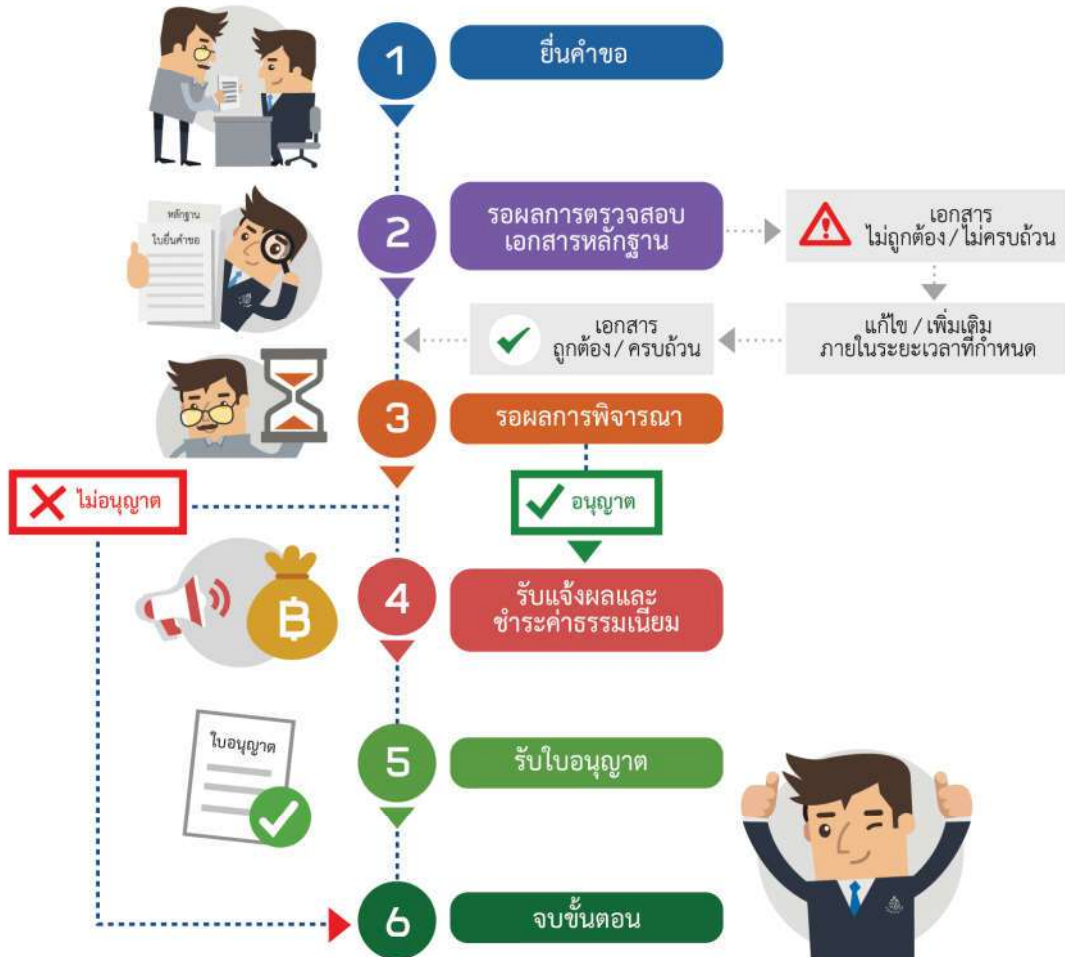 1
ยื่นคำขอ
หลักฐาน
ใบยื่นคำขอ
2
รอผลการตรวจสอบ
เอกสารหลักฐาน
เอกสาร
ไม่ถูกต้อง / ไม่ครบถ้วน
แก้ไข / เพิ่มเติม
ภายในระยะเวลาที่กำหนด
เอกสาร
ถูกต้อง / ครบถ้วน
3
รอผลการพิจารณา
ไม่อนุญาต
อนุญาต
฿
4
รับแจ้งผลและ
ชำระค่าธรรมเนียม
ใบอนุญาต
5
รับใบอนุญาต
6
จบขั้นตอน